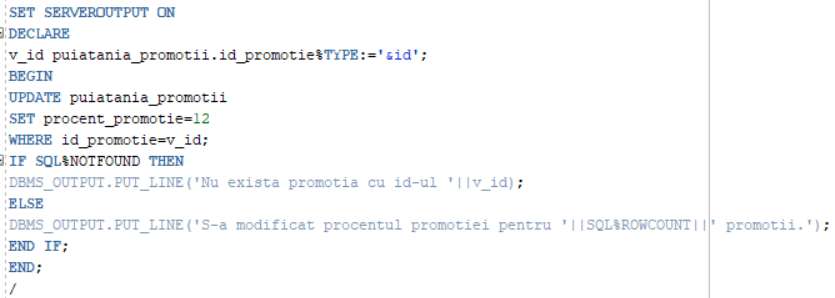 SET SERVEROUTPUT ON
DECLARE
v_id puiatania_promotii.id_promotie%TYPE:='&id';
BEGIN
UPDATE puiatania_promotii
SET procent_promotie=12
WHERE id_promotie=v_id;
IF SQL%NOTFOUND THEN
DBMS_OUTPUT.PUT_LINE('Nu exista promotia cu id-ul '||v_id);
ELSE
DBMS_OUTPUT.PUT_LINE('S-a modificat procentul promotiei pentru '||SQL%ROWCOUNT||' promotii.');
END IF;
END;
/